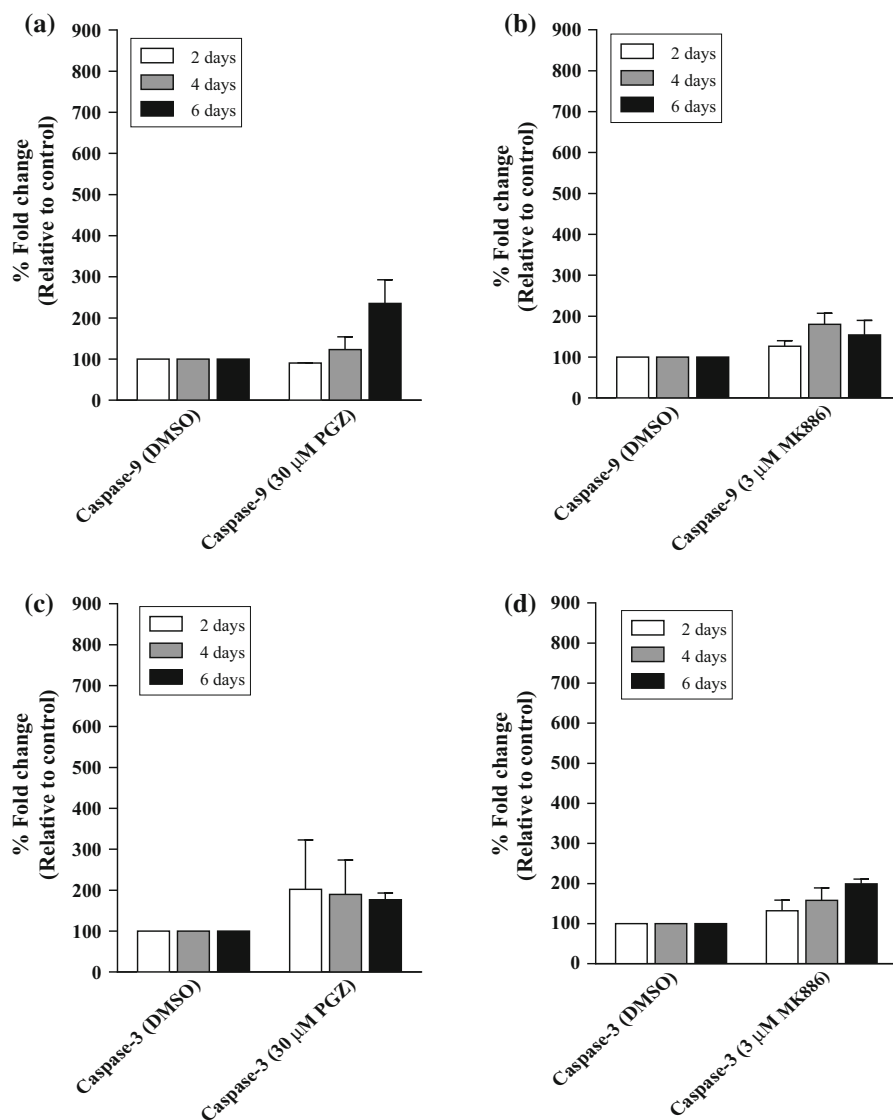 (a)
% Fold change
(Relative to control)
900
800
700
600
500
400
300
200
100
0
2 days
4 days
6 days
Caspase-9 (DMSO)
Caspase-9 (30 μM PGZ)
(b)
% Fold change
(Relative to control)
900
800
700
600
500
400
300
200
100
0
2 days
4 days
6 days
Caspase-9 (DMSO)
Caspase-9 (3 μM MK886)
(c)
% Fold change
(Relative to control)
900
800
700
600
500
400
300
200
100
0
2 days
4 days
6 days
Caspase-3 (DMSO)
Caspase-3 (30 μM PGZ)
(d)
% Fold change
(Relative to control)
900
800
700
600
500
400
300
200
100
0
2 days
4 days
6 days
Caspase-3 (DMSO)
Caspase-3 (3 μM MK886)